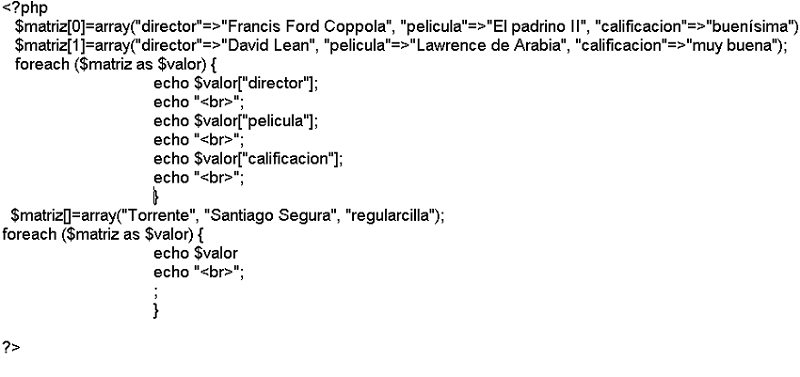 <?php
$matriz[0]=array("director"=>"Francis Ford Coppola", "pelicula"=>"El padrino II", "calificacion"=>"buenísima")
$matriz[1]=array("director"=>"David Lean", "pelicula"=>"Lawrence de Arabia", "calificacion"=>"muy buena");
foreach ($matriz as $valor) {
echo $valor["director"];
echo "<br>";
echo $valor["pelicula"];
echo "<br>";
echo $valor["calificacion"];
echo "<br>";
}
$matriz[]=array("Torrente", "Santiago Segura", "regularcilla");
foreach ($matriz as $valor) {
echo $valor
echo "<br>";
;
}
?>